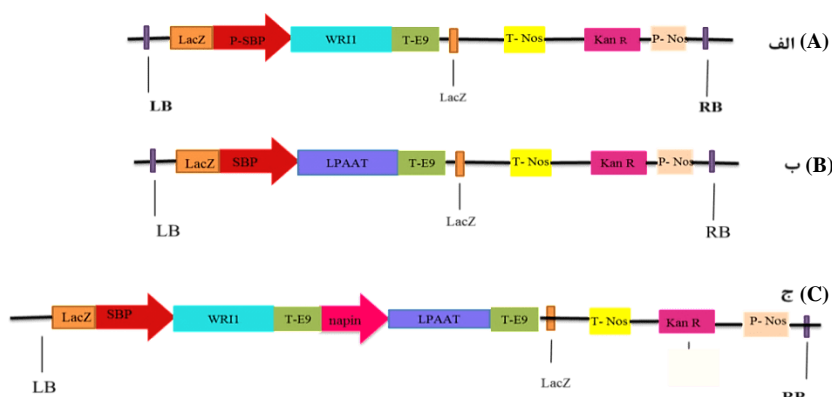 LacZ P-SBP WRI1 T-E9 T- Nos Kan R P- Nos الف (A)
LB LacZ RB
LacZ SBP LPAAT T-E9 T- Nos Kan R P- Nos ب (B)
LB LacZ RB
ج (C)
LacZ SBP WRI1 T-E9 napin LPAAT T-E9 T- Nos Kan R P- Nos
LB LacZ RB